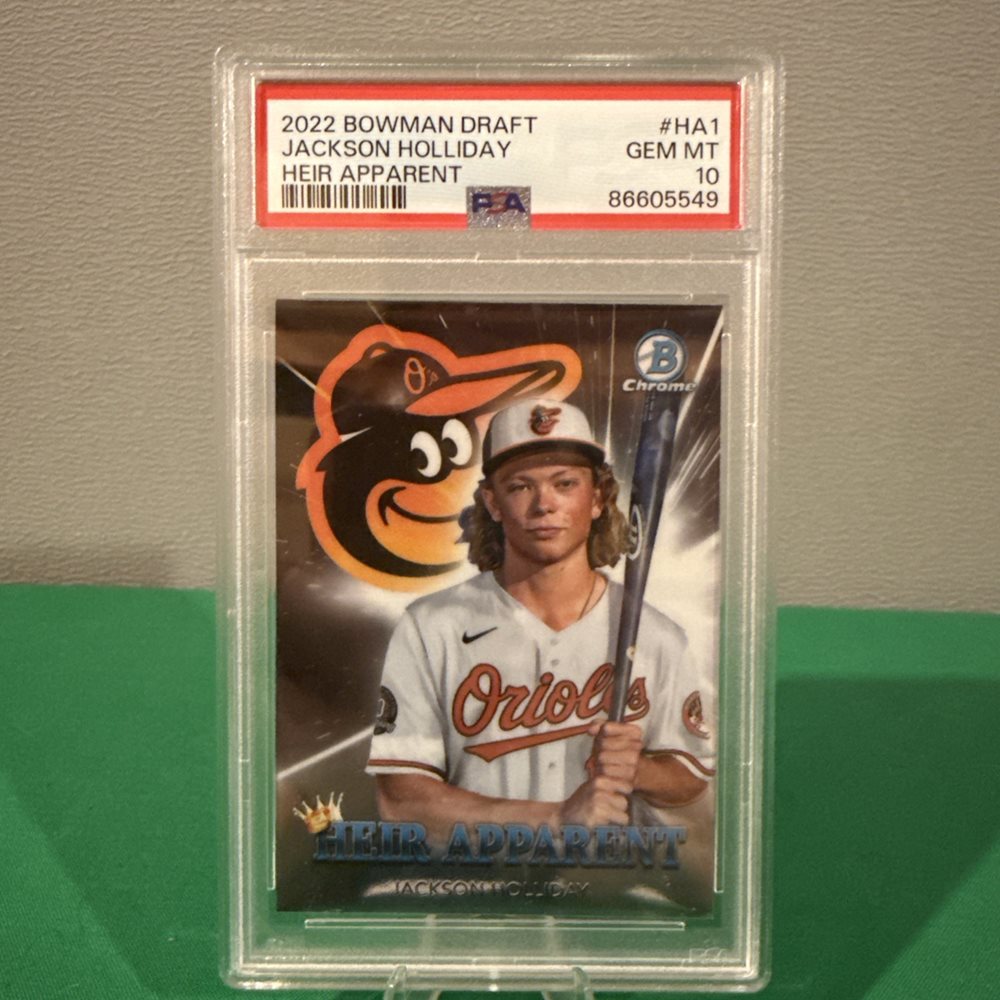 2022 BOWMAN DRAFT #HA1
JACKSON HOLLIDAY GEM MT
HEIR APPARENT 10
PSA 86605549
B
Chrome
Orioles
HEIR APPARENT
JACKSON HOLLIDAY